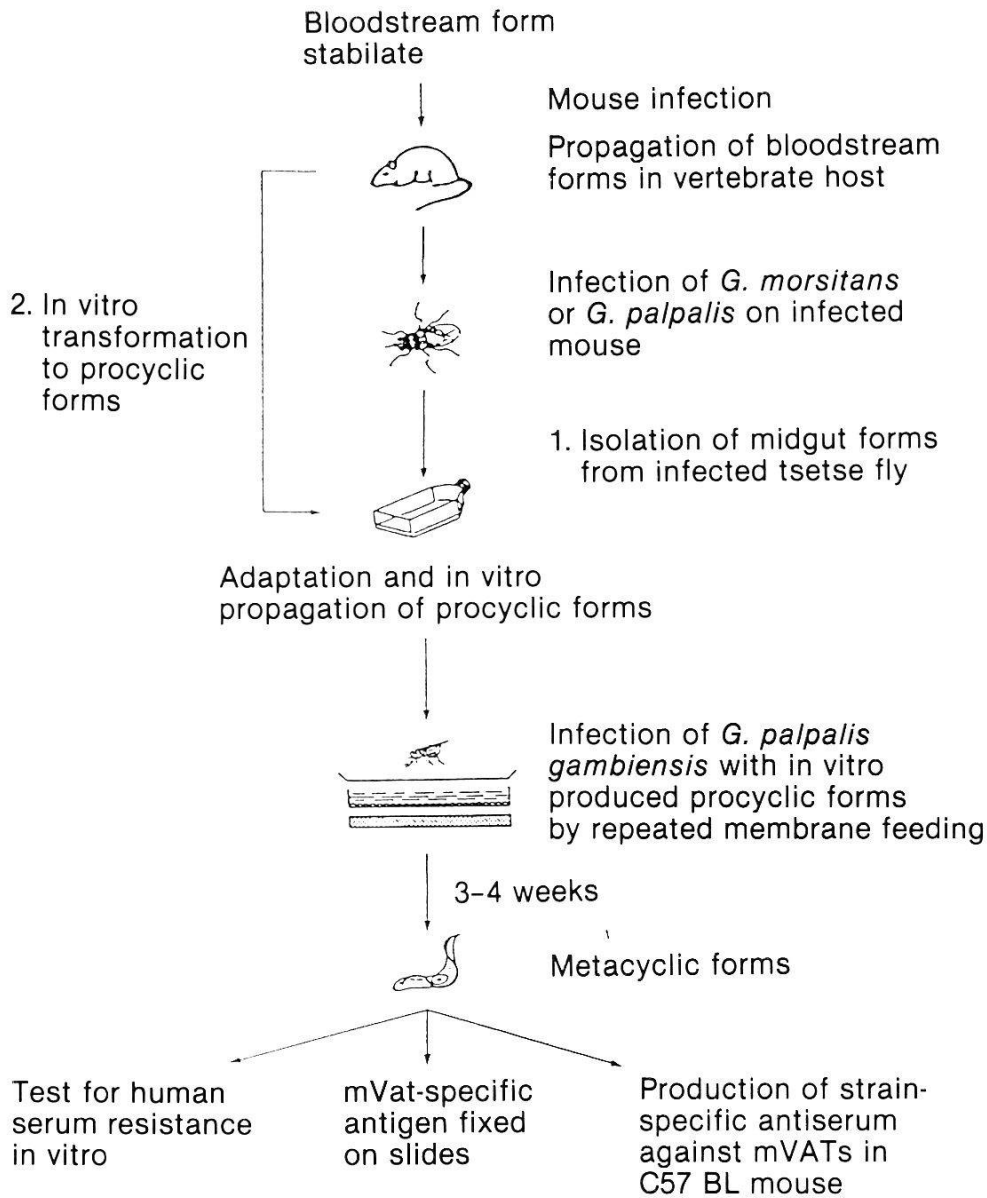 Bloodstream form
stabilate
Mouse infection
Propagation of bloodstream
forms in vertebrate host
2. In vitro
transformation
to procyclic
forms
Infection of G. morsitans
or G. palpalis on infected
mouse
1. Isolation of midgut forms
from infected tsetse fly
Adaptation and in vitro
propagation of procyclic forms
Infection of G. palpalis
gambiensis with in vitro
produced procyclic forms
by repeated membrane feeding
3-4 weeks
Metacyclic forms
Test for human
serum resistance
in vitro
mVat-specific
antigen fixed
on slides
Production of strain-
specific antiserum
against mVATs in
C57 BL mouse